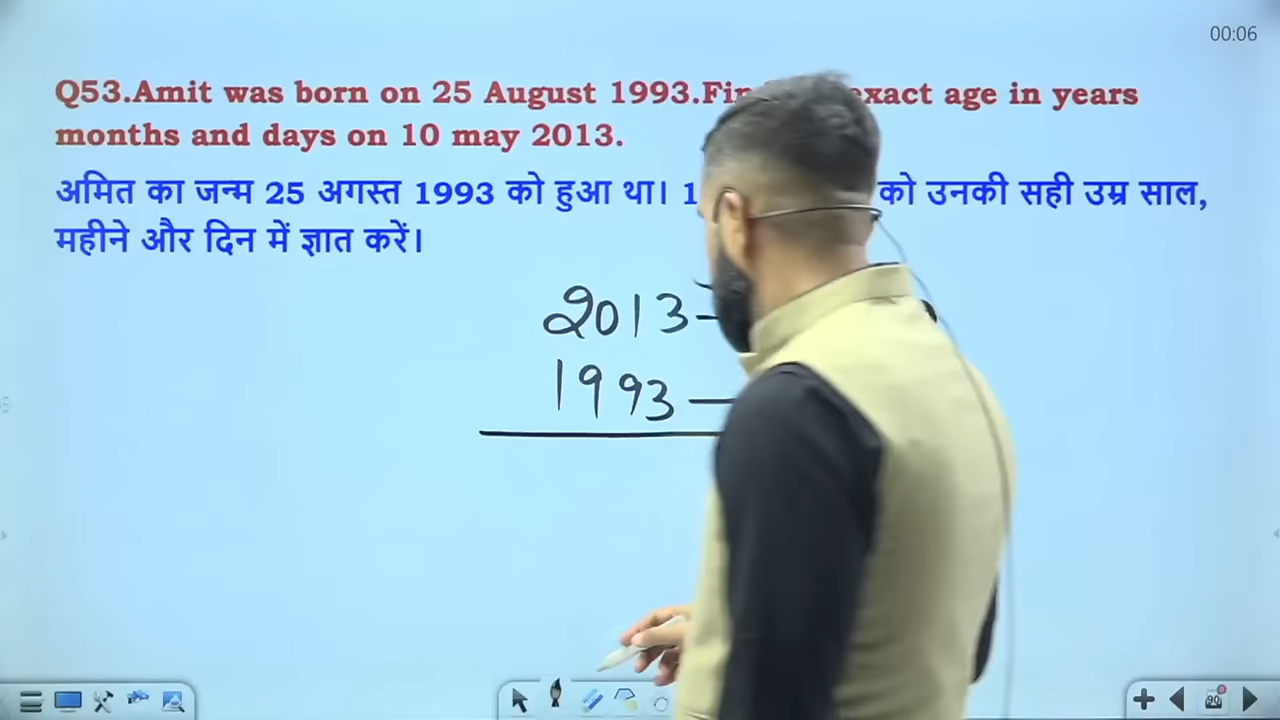 00:06
Q53.Amit was born on 25 August 1993.Fin exact age in years
months and days on 10 may 2013.
अमित का जन्म 25 अगस्त 1993 को हुआ था। 1 को उनकी सही उम्र साल,
महीने और दिन में ज्ञात करें।
2013-
1993-